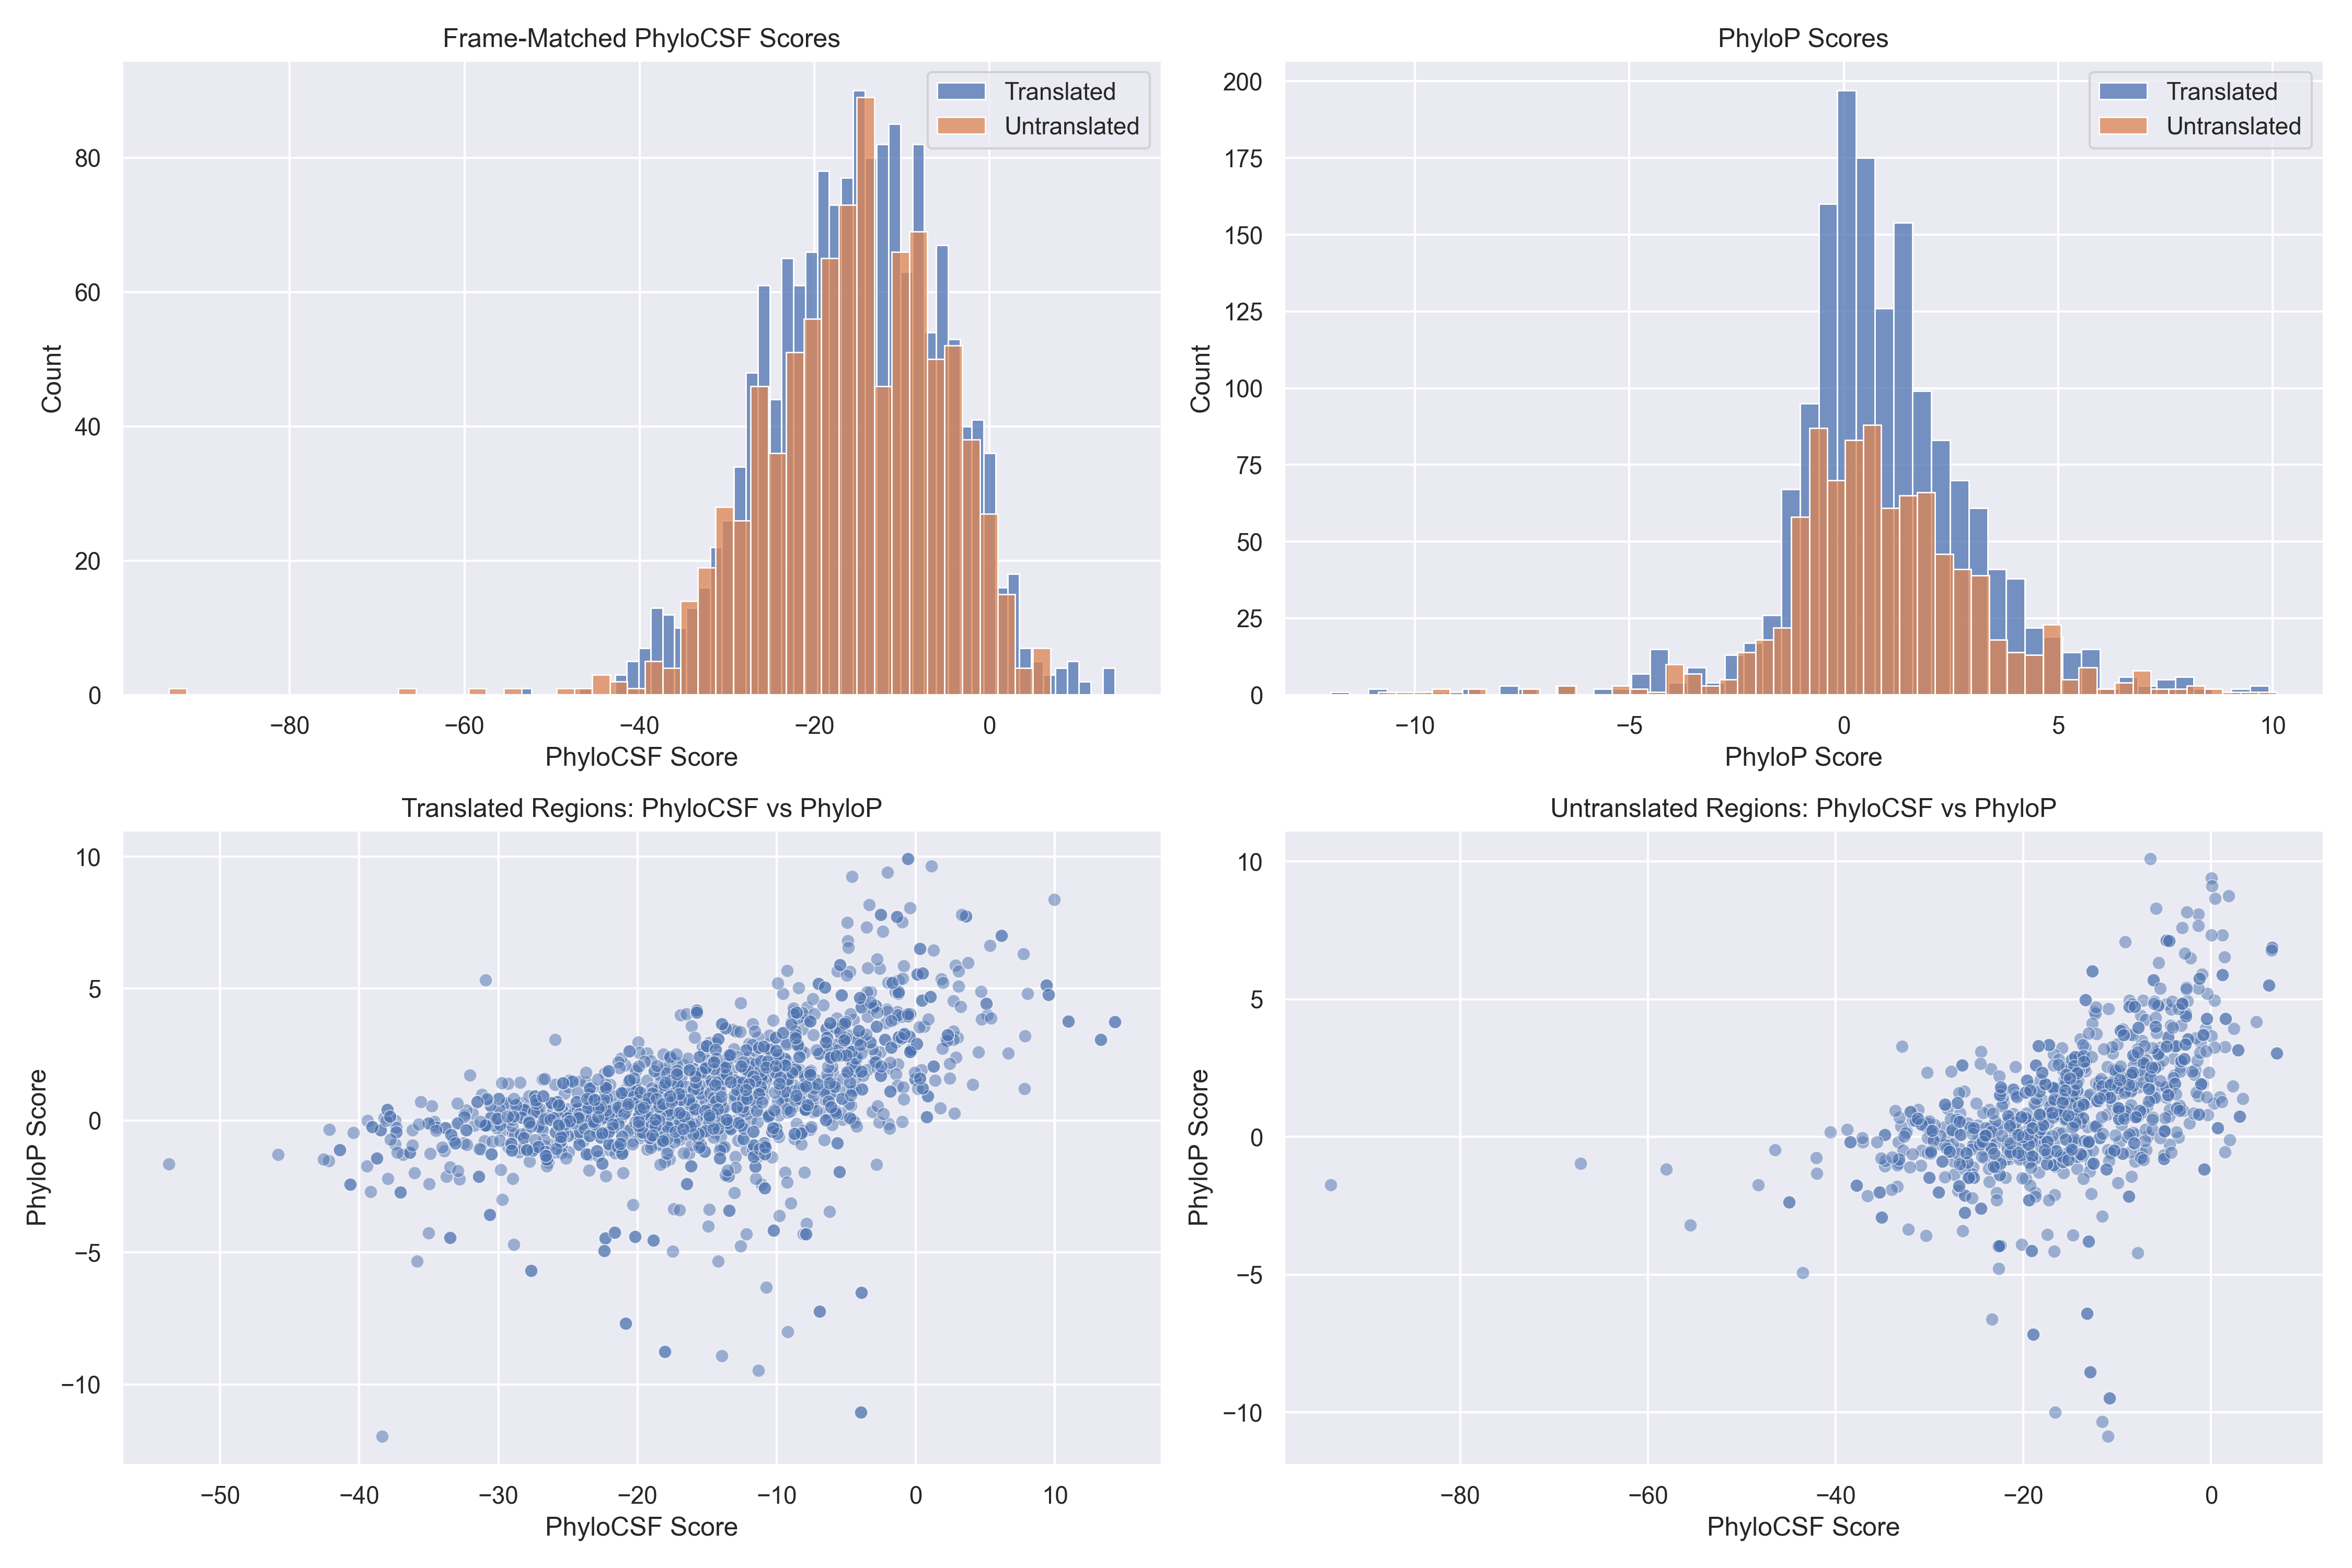 Frame-Matched PhyloCSF Scores
Translated
Untranslated
Count
80
60
40
20
0
−80
−60
−40
−20
0
PhyloCSF Score
PhyloP Scores
Translated
Untranslated
Count
200
175
150
125
100
75
50
25
0
−10
−5
0
5
10
PhyloP Score
Translated Regions: PhyloCSF vs PhyloP
PhyloP Score
10
5
0
−5
−10
−50
−40
−30
−20
−10
0
10
PhyloCSF Score
Untranslated Regions: PhyloCSF vs PhyloP
PhyloP Score
10
5
0
−5
−10
−80
−60
−40
−20
0
PhyloCSF Score